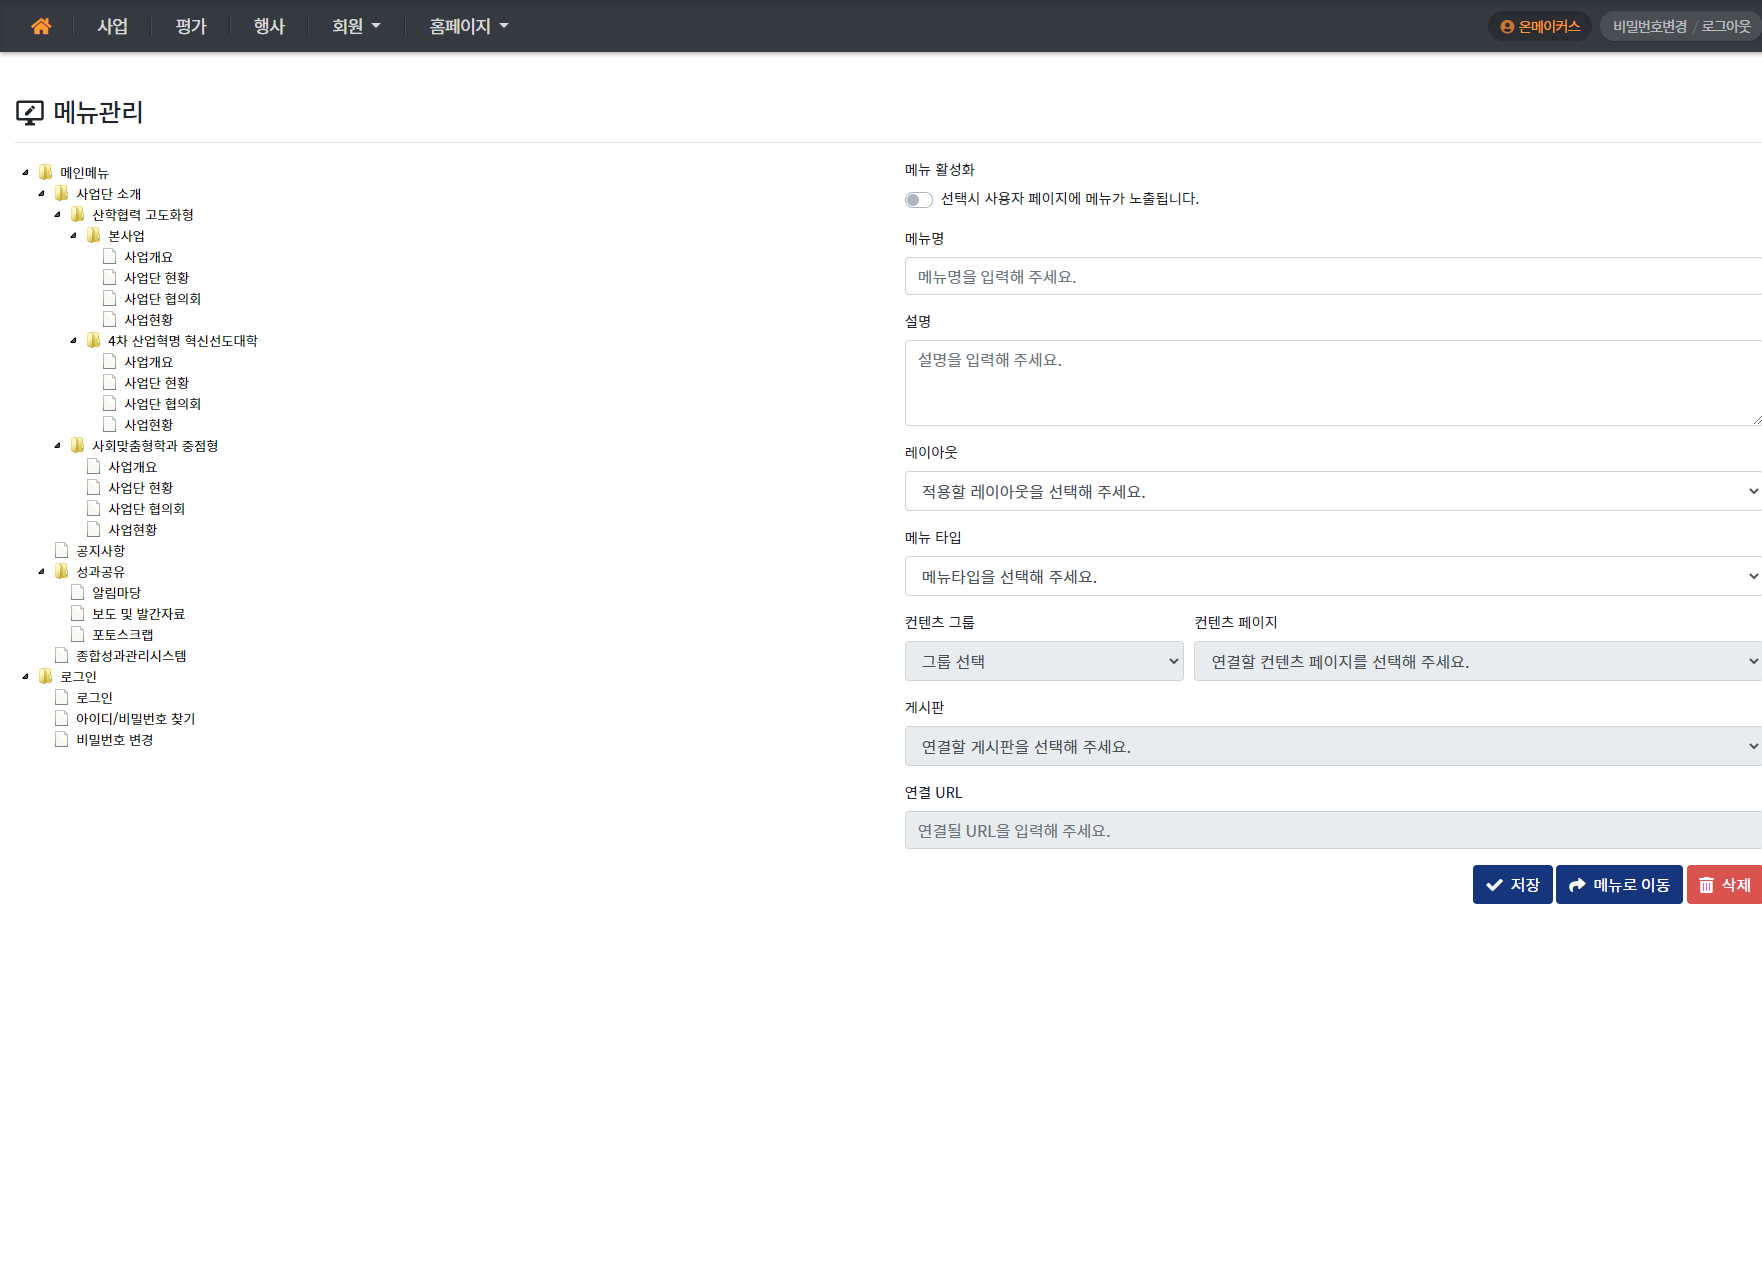 사업
평가
행사
회원
홈페이지
온메이커스
비밀번호변경 / 로그아웃
메뉴관리
메인메뉴
사업단 소개
산학협력 고도화형
본사업
사업개요
사업단 현황
사업단 협의회
사업현황
4차 산업혁명 혁신선도대학
사업개요
사업단 현황
사업단 협의회
사업현황
사회맞춤형학과 중점형
사업개요
사업단 현황
사업단 협의회
사업현황
공지사항
성과공유
알림마당
보도 및 발간자료
포토스크랩
종합성과관리시스템
로그인
로그인
아이디/비밀번호 찾기
비밀번호 변경
메뉴 활성화
선택시 사용자 페이지에 메뉴가 노출됩니다.
메뉴명
메뉴명을 입력해 주세요.
설명
설명을 입력해 주세요.
레이아웃
적용할 레이아웃을 선택해 주세요.
메뉴 타입
메뉴타입을 선택해 주세요.
컨텐츠 그룹
그룹 선택
컨텐츠 페이지
연결할 컨텐츠 페이지를 선택해 주세요.
게시판
연결할 게시판을 선택해 주세요.
연결 URL
연결될 URL을 입력해 주세요.
저장
메뉴로 이동
삭제